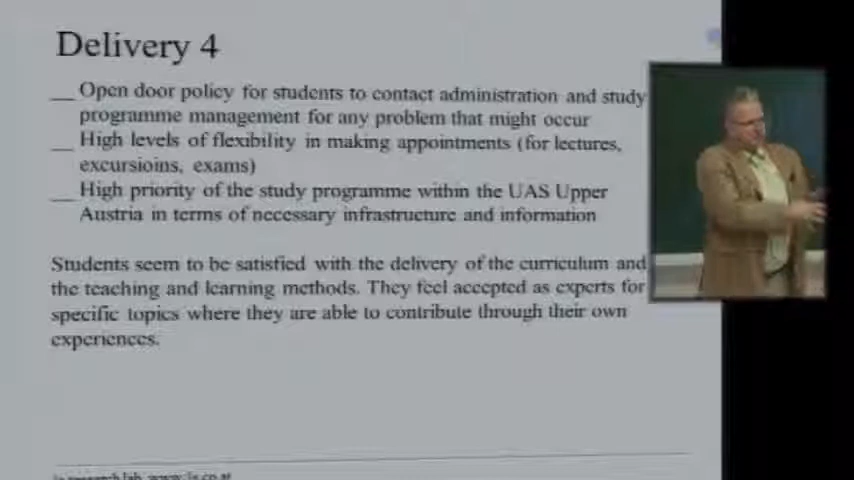 Delivery 4
__ Open door policy for students to contact administration and study
programme management for any problem that might occur
__ High levels of flexibility in making appointments (for lectures,
excursioins, exams)
__ High priority of the study programme within the UAS Upper
Austria in terms of necessary infrastructure and information
Students seem to be satisfied with the delivery of the curriculum and
the teaching and learning methods. They feel accepted as experts for
specific topics where they are able to contribute through their own
experiences.